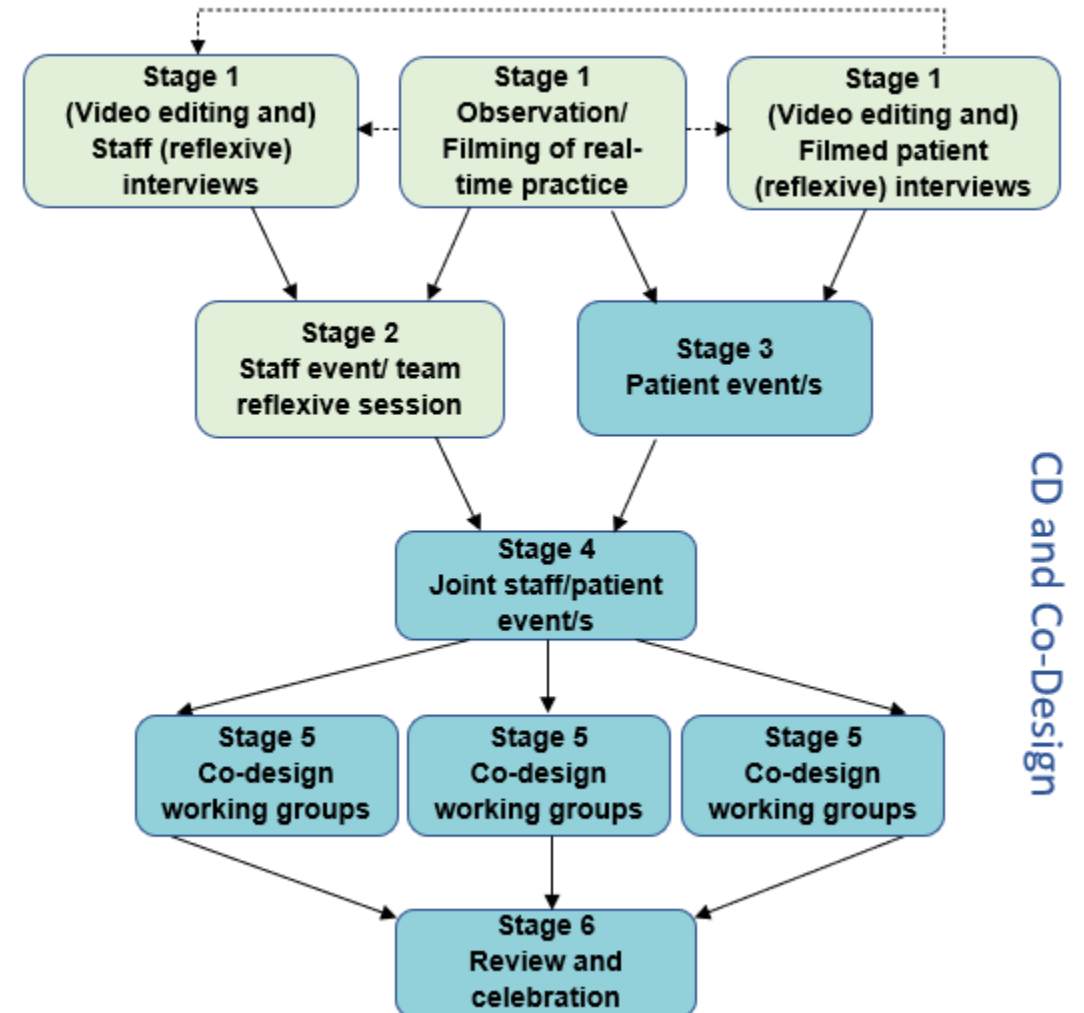 Stage 1
(Video editing and)
Staff (reflexive)
interviews
Stage 1
Observation/
Filming of real-
time practice
Stage 1
(Video editing and)
Filmed patient
(reflexive) interviews
Stage 2
Staff event/ team
reflexive session
Stage 3
Patient event/s
Stage 4
Joint staff/patient
event/s
Stage 5
Co-design
working groups
Stage 5
Co-design
working groups
Stage 5
Co-design
working groups
Stage 6
Review and
celebration
CD and Co-Design